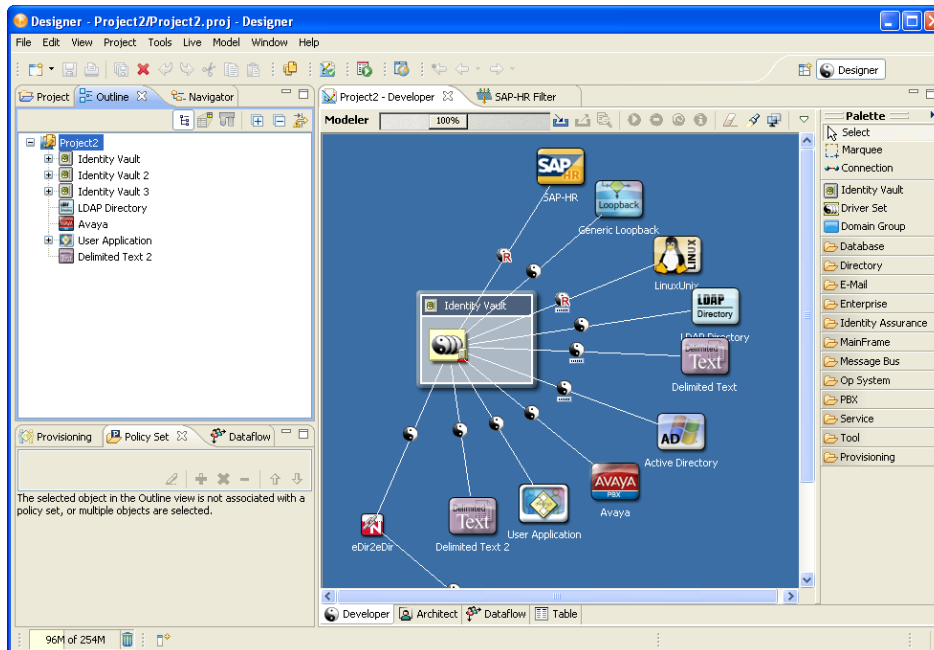 Designer - Project2/Project2.proj - Designer
File Edit View Project Tools Live Model Window Help
Designer
Project Outline Navigator
Project2
Identity Vault
Identity Vault 2
Identity Vault 3
LDAP Directory
Avaya
User Application
Delimited Text 2
Provisioning Policy Set Dataflow
The selected object in the Outline view is not associated with a
policy set, or multiple objects are selected.
Project2 - Developer SAP-HR Filter
Modeler 100%
SAP
HR
SAP-HR
Loopback
Generic Loopback
R
LINUX
LinuxUnix
R
LDAP
Directory
LDAP Directory
Identity Vault
Delimited
Text
Delimited Text
AD
Active Directory
AVAYA
PBX
Avaya
User Application
Delimited
Text
Delimited Text 2
N
eDir2eDir
Palette
Select
Marquee
Connection
Identity Vault
Driver Set
Domain Group
Database
Directory
E-Mail
Enterprise
Identity Assurance
MainFrame
Message Bus
Op System
PBX
Service
Tool
Provisioning
Developer Architect Dataflow Table
96M of 254M